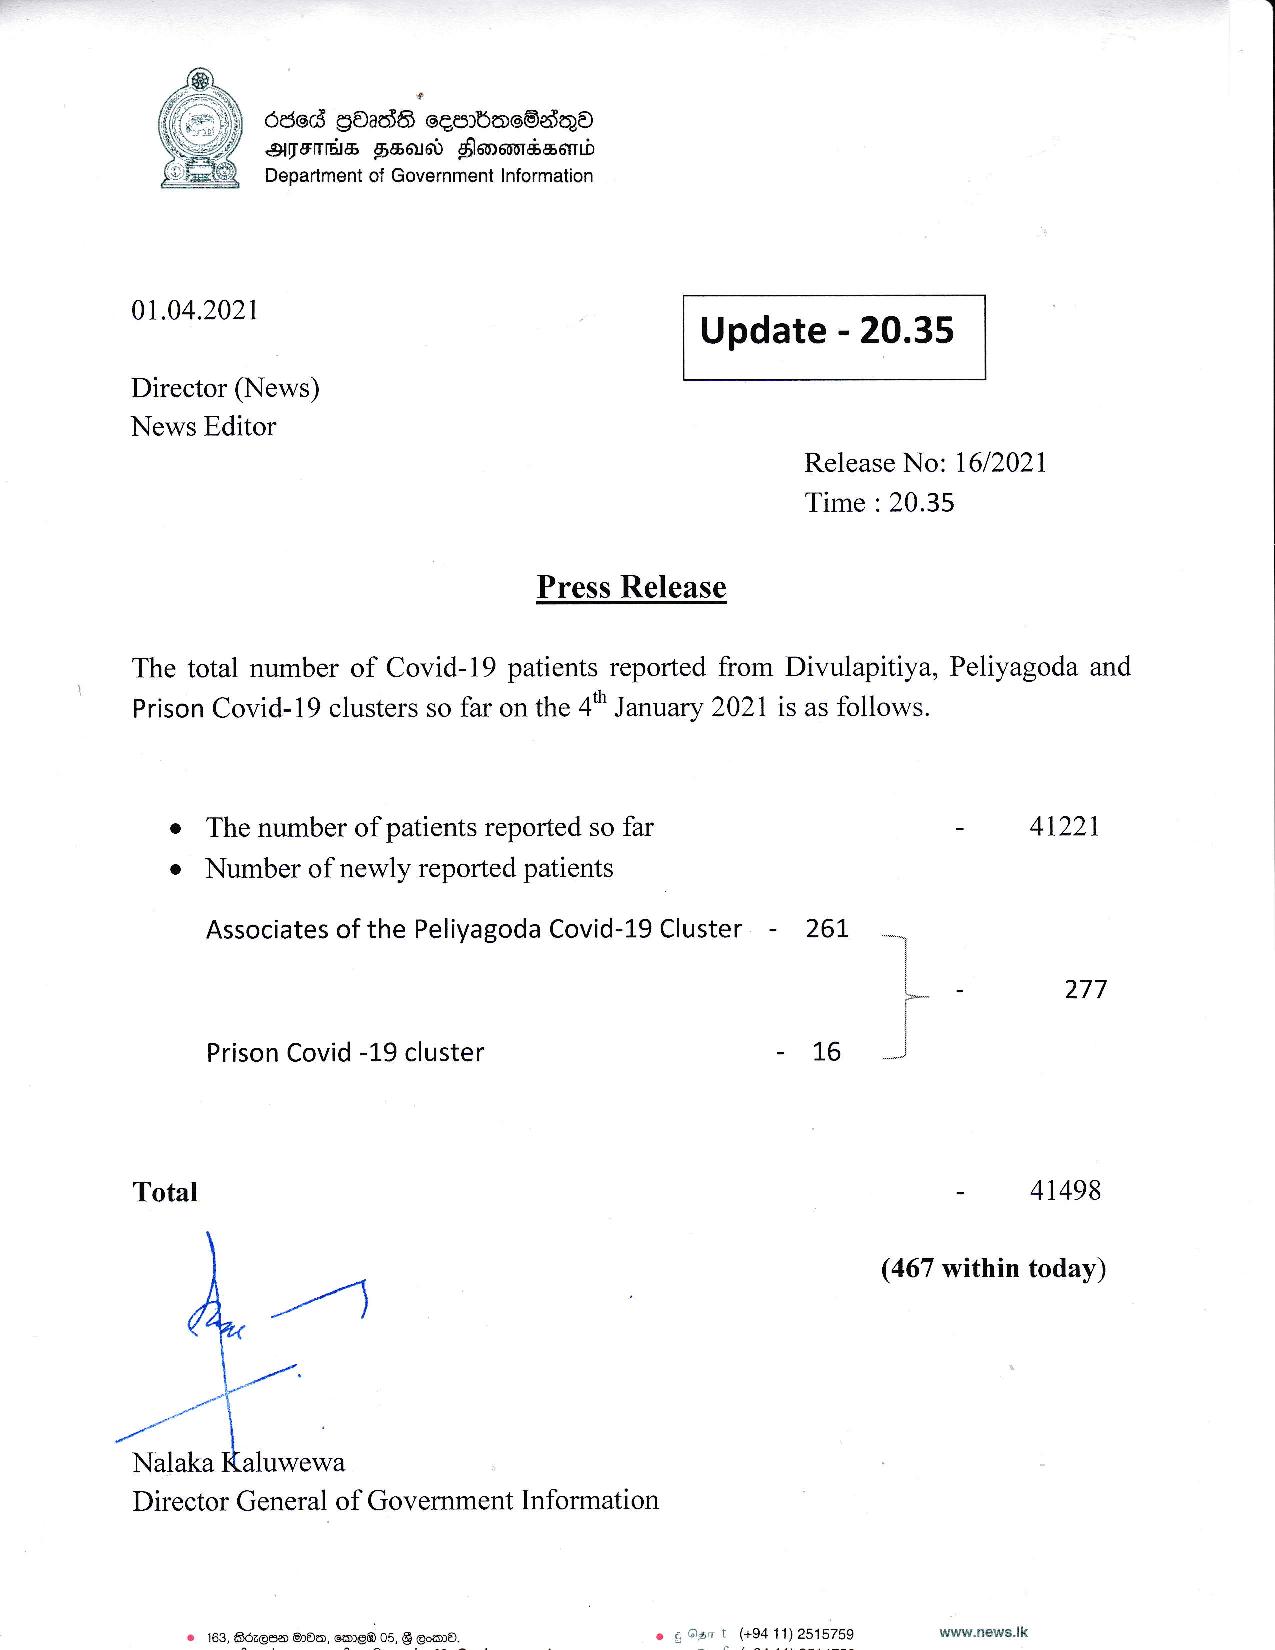 රජයේ ප්‍රවෘත්ති දෙපාර්තමේන්තුව
அரசாங்க தகவல் திணைக்களம்
Department of Government Information
01.04.2021
Update - 20.35
Director (News)
News Editor
Release No: 16/2021
Time : 20.35
Press Release
The total number of Covid-19 patients reported from Divulapitiya, Peliyagoda and
Prison Covid-19 clusters so far on the 4th January 2021 is as follows.
• The number of patients reported so far - 41221
• Number of newly reported patients
Associates of the Peliyagoda Covid-19 Cluster - 261
- 277
Prison Covid -19 cluster - 16
Total - 41498
(467 within today)
Nalaka Kaluwewa
Director General of Government Information
• 163, කිරුලපන මාවත, කොළඹ 05, ශ්‍රී ලංකාව. • (+94 11) 2515759 www.news.lk